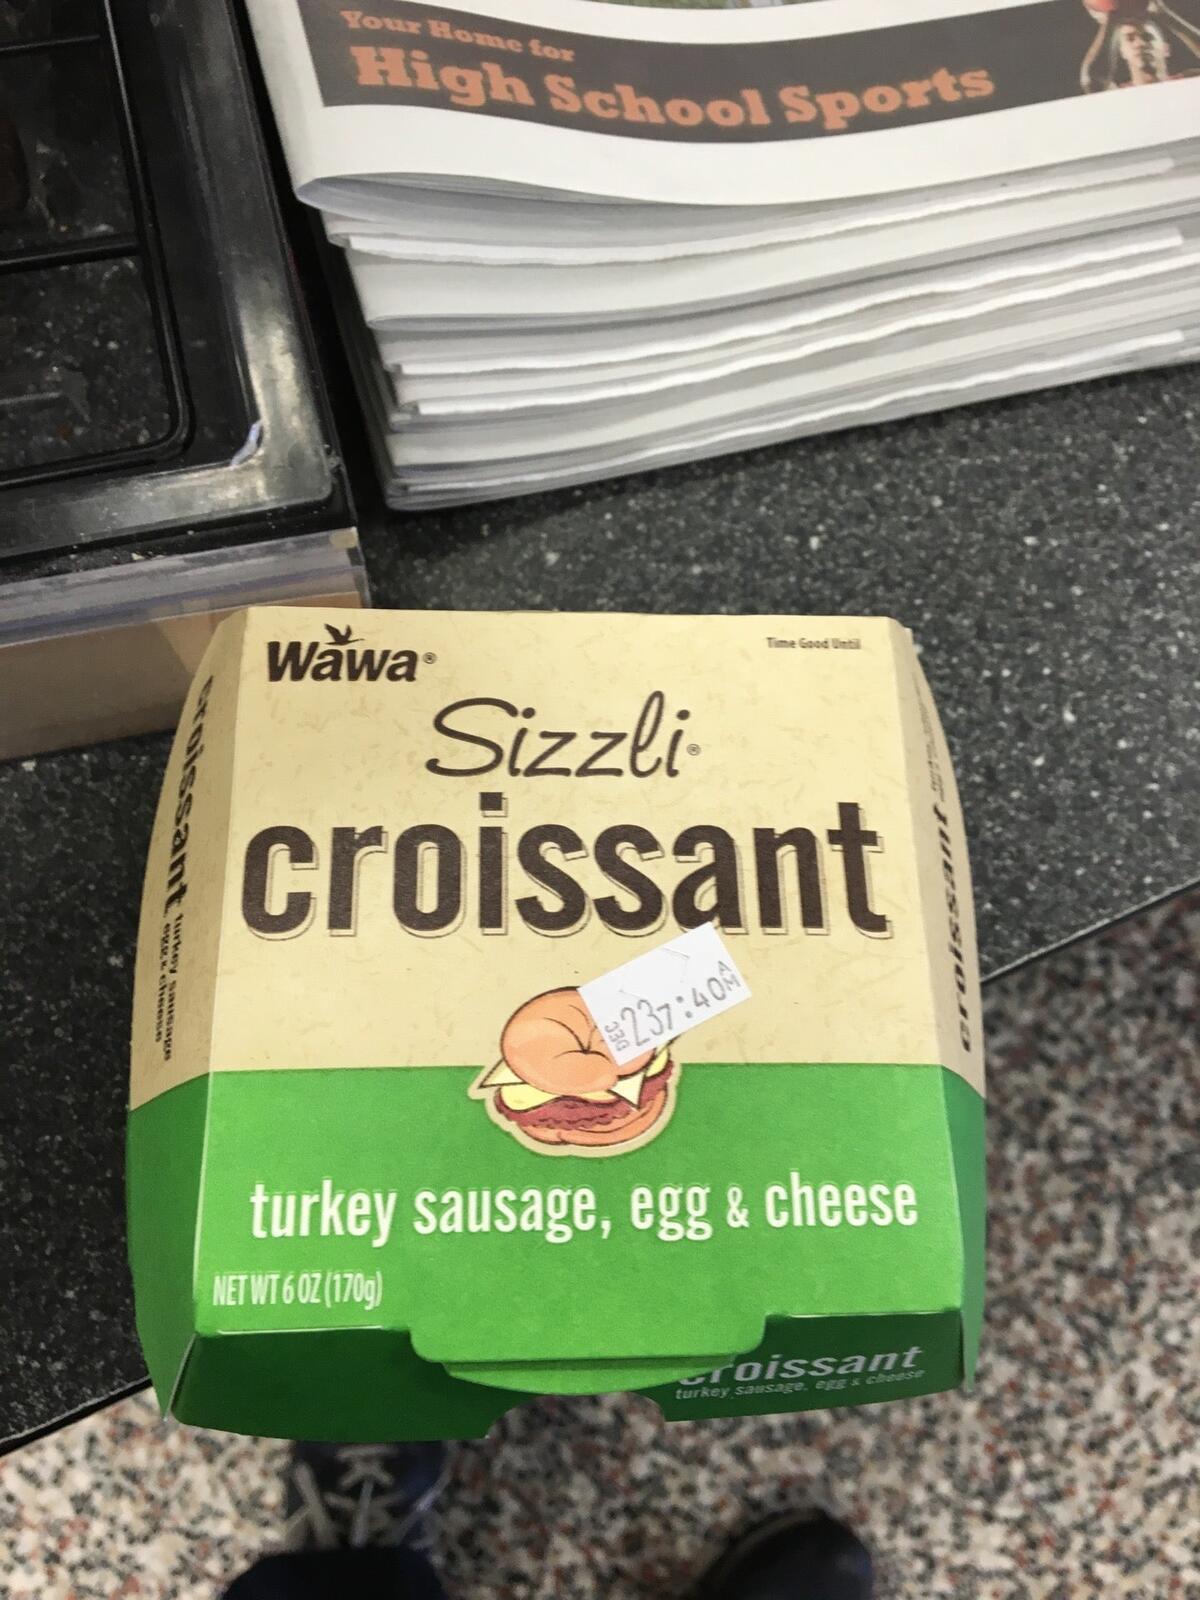 Your Home for
High School Sports
Wawa®
Time Good Until
Sizzli®
croissant
DEC 23 7:40 AM
turkey sausage, egg & cheese
NET WT 6 OZ (170g)
croissant
turkey sausage, egg & cheese
croissant
turkey sausage
egg & cheese
croissant